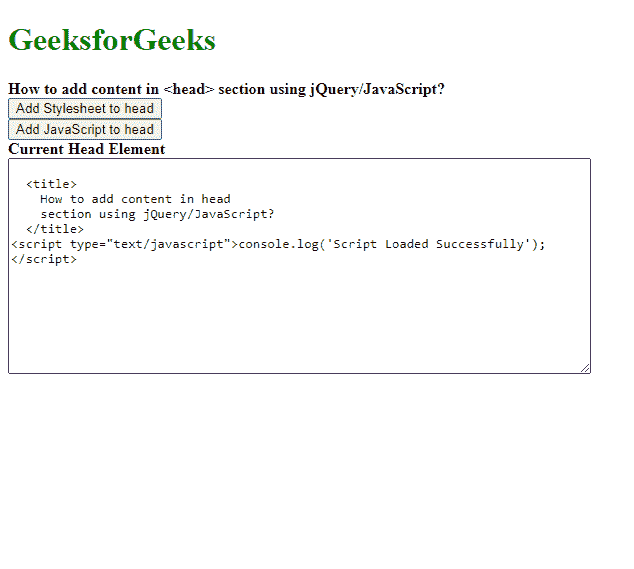 GeeksforGeeks
How to add content in <head> section using jQuery/JavaScript?
Add Stylesheet to head
Add JavaScript to head
Current Head Element
<title>
How to add content in head
section using jQuery/JavaScript?
</title>
<script type="text/javascript">console.log('Script Loaded Successfully');
</script>